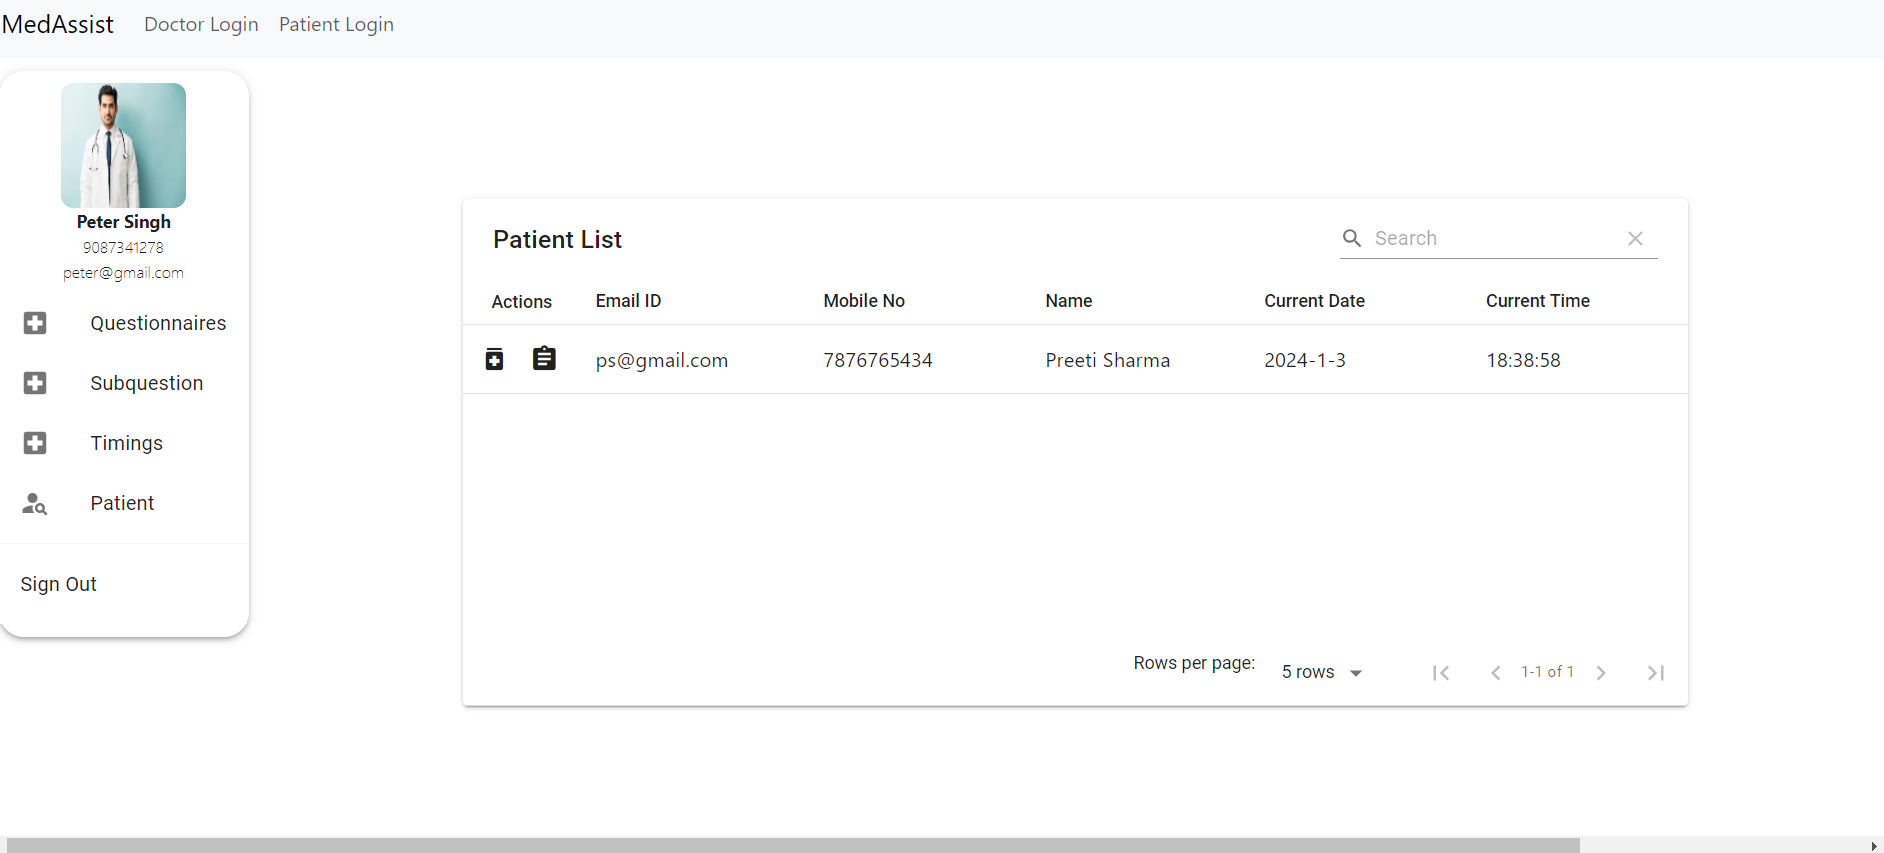 MedAssist Doctor Login Patient Login
Peter Singh
9087341278
peter@gmail.com
Questionnaires
Subquestion
Timings
Patient
Sign Out
Patient List
Search
Actions Email ID Mobile No Name Current Date Current Time
ps@gmail.com 7876765434 Preeti Sharma 2024-1-3 18:38:58
Rows per page: 5 rows 1-1 of 1